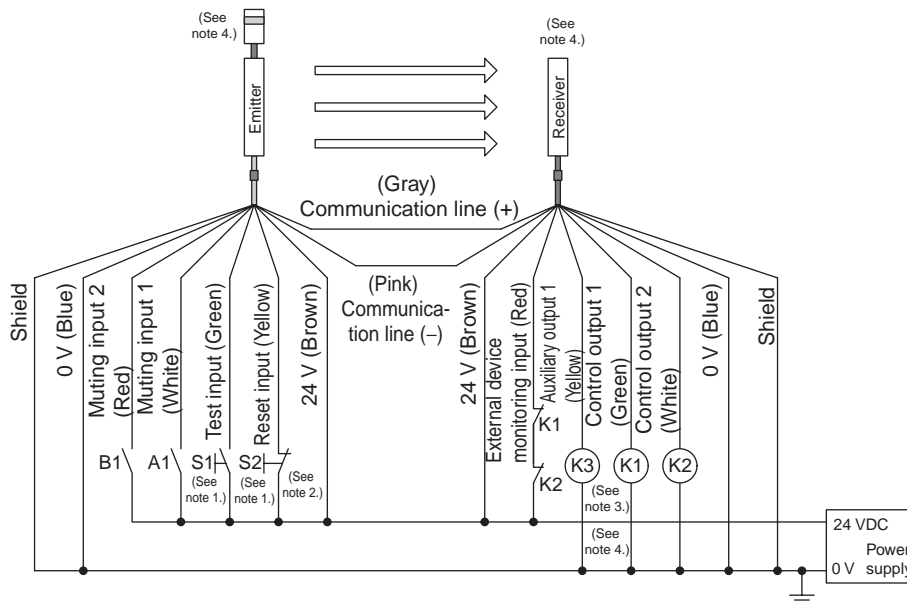 (See
note 4.)
(See
note 4.)
Emitter
Receiver
(Gray)
Communication line (+)
(Pink)
Communica-
tion line (−)
Shield
0 V (Blue)
Muting input 2
(Red)
Muting input 1
(White)
Test input (Green)
Reset input (Yellow)
24 V (Brown)
24 V (Brown)
External device
monitoring input (Red)
Auxiliary output 1
(Yellow)
Control output 1
(Green)
Control output 2
(White)
0 V (Blue)
Shield
K1
B1
A1
S1
S2
K2
K3
K1
K2
(See
note 1.)
(See
note 1.)
(See
note 2.)
(See
note 3.)
(See
note 4.)
24 VDC
Power
supply
0 V